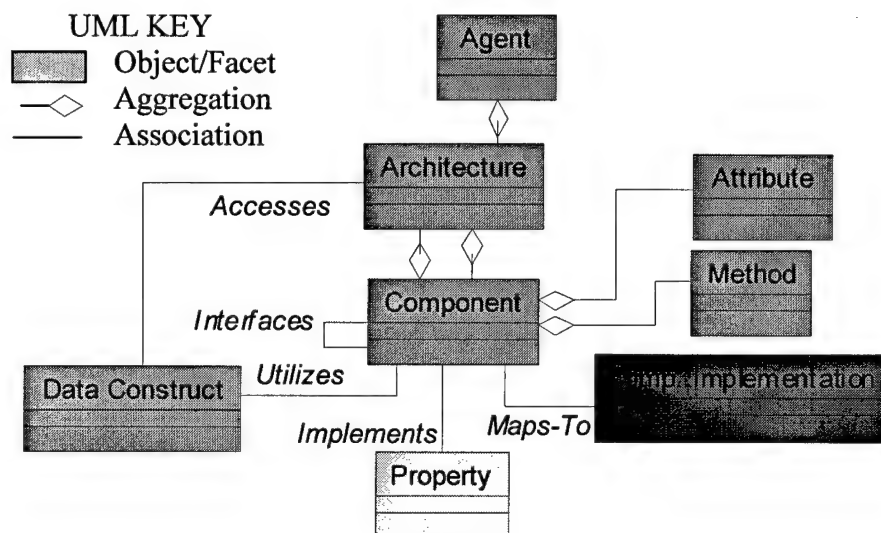 UML KEY
Object/Facet
Aggregation
Association
Agent
Architecture
Attribute
Accesses
Method
Component
Interfaces
Implementation
Data Construct
Utilizes
Implements
Maps-To
Property